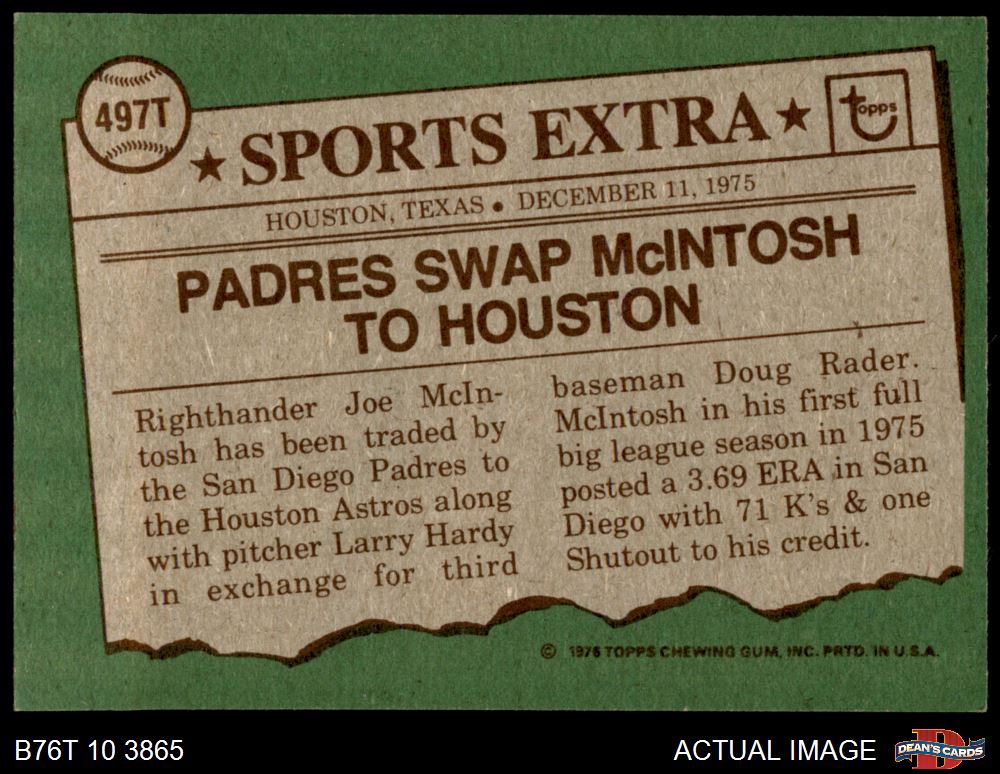 497T
★ SPORTS EXTRA ★
topps
HOUSTON, TEXAS • DECEMBER 11, 1975
PADRES SWAP McINTOSH
TO HOUSTON
Righthander Joe McIn-
tosh has been traded by
the San Diego Padres to
the Houston Astros along
with pitcher Larry Hardy
in exchange for third
baseman Doug Rader.
McIntosh in his first full
big league season in 1975
posted a 3.69 ERA in San
Diego with 71 K's & one
Shutout to his credit.
© 1976 TOPPS CHEWING GUM, INC. PRTD. IN U.S.A.
B76T 10 3865
ACTUAL IMAGE
DEAN'S CARDS